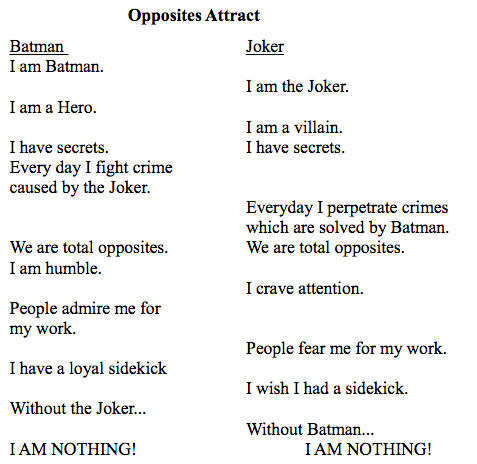 Opposites Attract
Batman Joker
I am Batman.
I am the Joker.
I am a Hero.
I am a villain.
I have secrets. I have secrets.
Every day I fight crime
caused by the Joker.
Everyday I perpetrate crimes
which are solved by Batman.
We are total opposites. We are total opposites.
I am humble.
I crave attention.
People admire me for
my work.
People fear me for my work.
I have a loyal sidekick
I wish I had a sidekick.
Without the Joker...
Without Batman...
I AM NOTHING! I AM NOTHING!